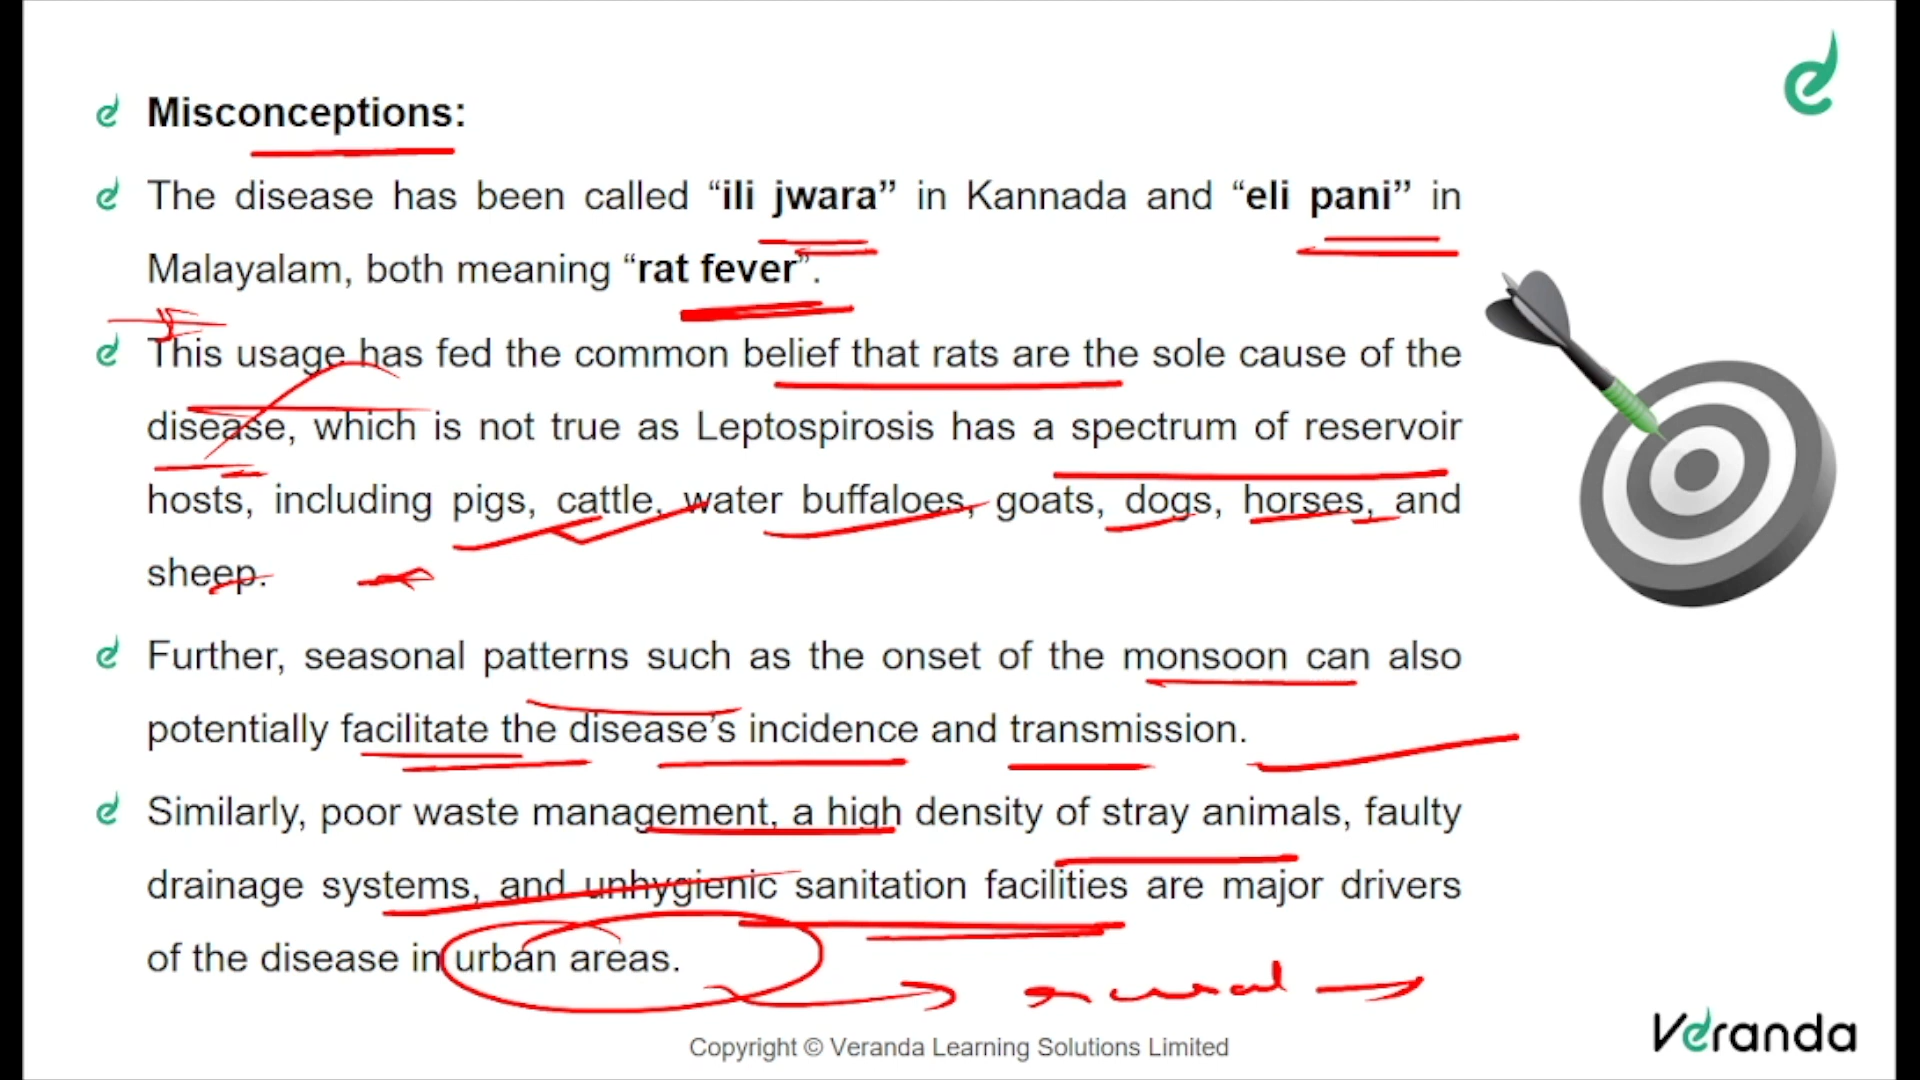 Misconceptions:
The disease has been called “ili jwara” in Kannada and “eli pani” in
Malayalam, both meaning “rat fever”.
This usage has fed the common belief that rats are the sole cause of the
disease, which is not true as Leptospirosis has a spectrum of reservoir
hosts, including pigs, cattle, water buffaloes, goats, dogs, horses, and
sheep.
Further, seasonal patterns such as the onset of the monsoon can also
potentially facilitate the disease’s incidence and transmission.
Similarly, poor waste management, a high density of stray animals, faulty
drainage systems, and unhygienic sanitation facilities are major drivers
of the disease in urban areas.
rural
Copyright © Veranda Learning Solutions Limited
Veranda